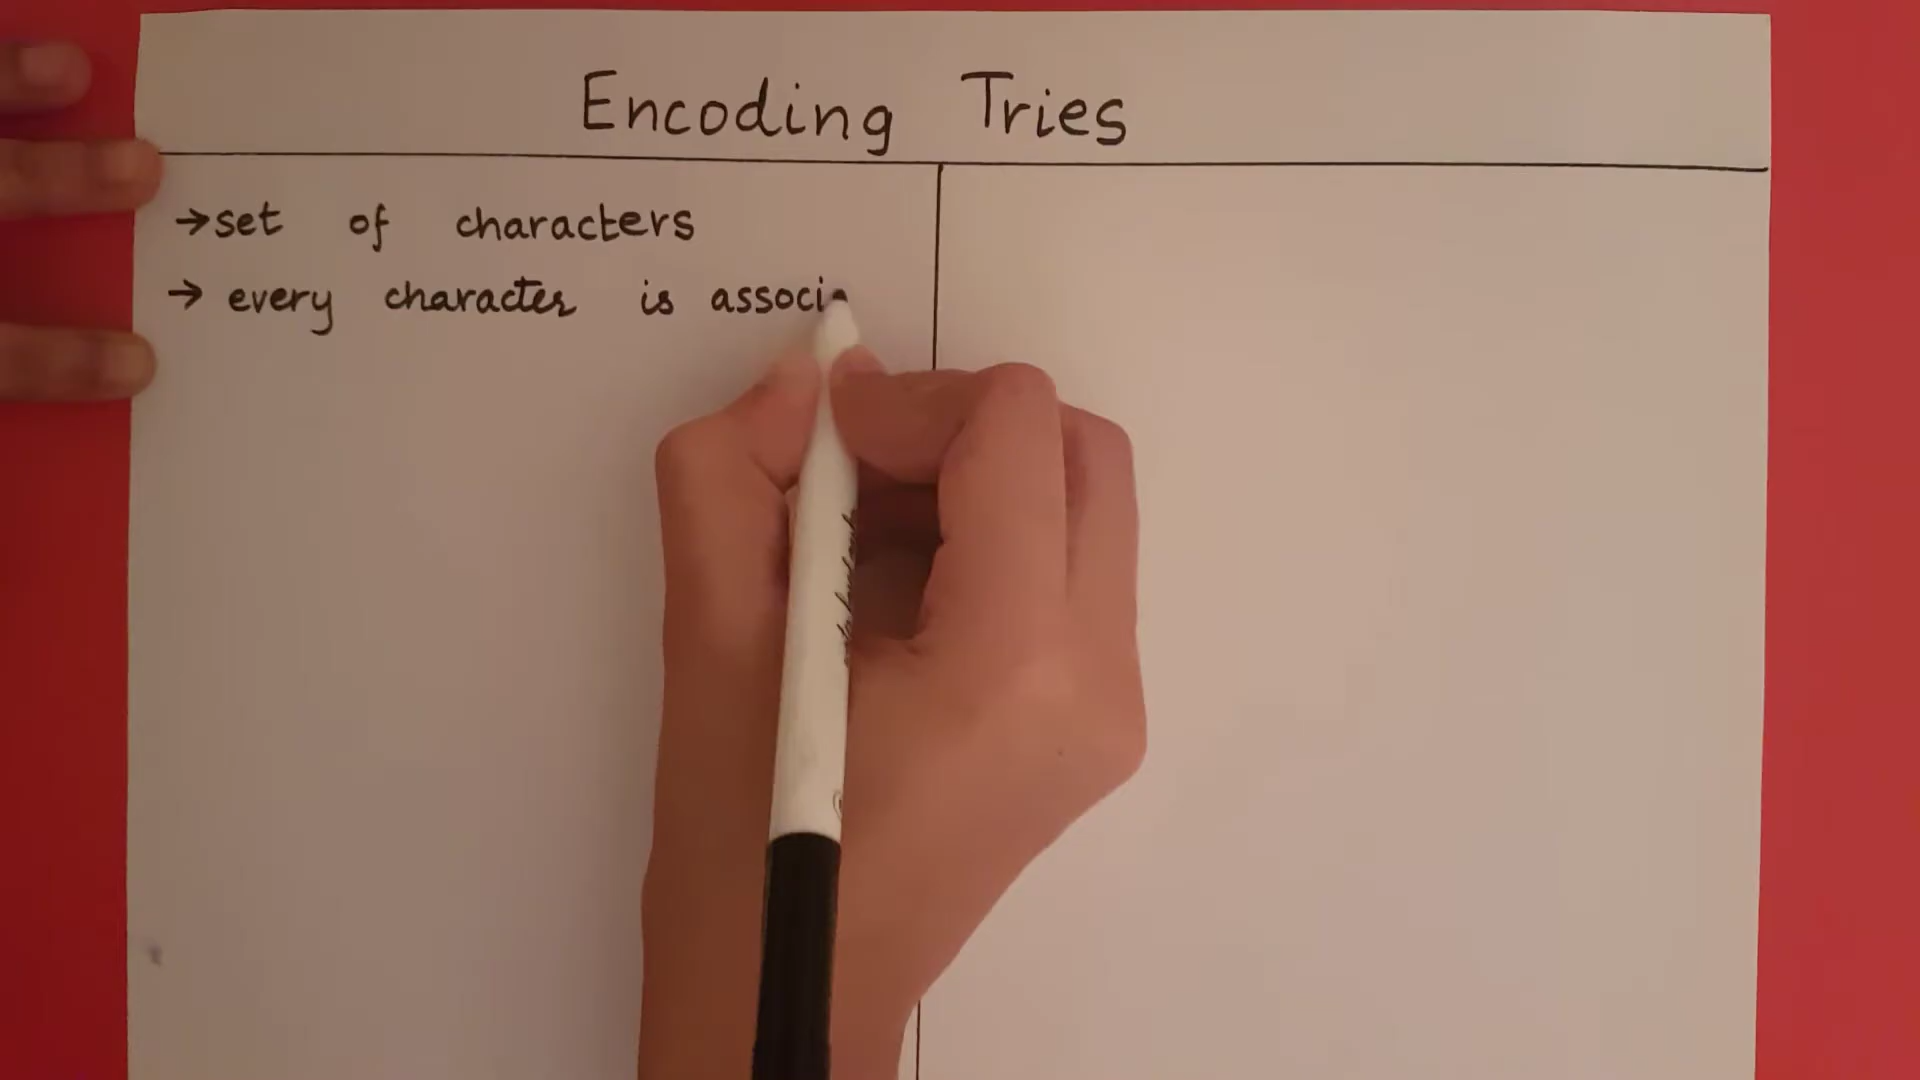 Encoding Tries
→set of characters
→ every character is associ